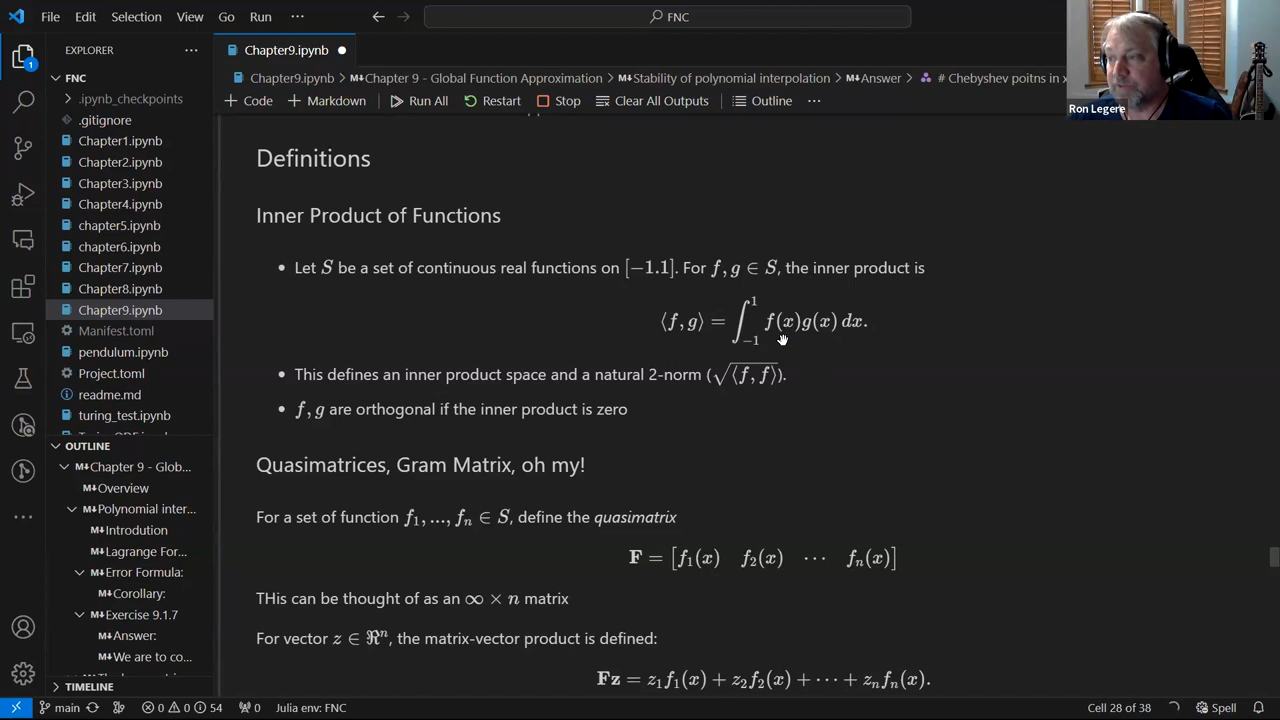 File Edit Selection View Go Run ···
FNC
EXPLORER ···
Chapter9.ipynb
FNC
.ipynb_checkpoints
.gitignore
Chapter1.ipynb
Chapter2.ipynb
Chapter3.ipynb
Chapter4.ipynb
chapter5.ipynb
chapter6.ipynb
Chapter7.ipynb
Chapter8.ipynb
Chapter9.ipynb
Manifest.toml
pendulum.ipynb
Project.toml
readme.md
turing_test.ipynb
OUTLINE
Chapter 9 - Glob...
Overview
Polynomial inter...
Introdution
Lagrange For...
Error Formula:
Corollary:
Exercise 9.1.7
Answer:
We are to co...
TIMELINE
Chapter9.ipynb > Chapter 9 - Global Function Approximation > Stability of polynomial interpolation > Answer > # Chebyshev poitns in x
+ Code + Markdown Run All Restart Stop Clear All Outputs Outline ···
Ron Legere
Definitions
Inner Product of Functions
• Let S be a set of continuous real functions on [−1.1]. For f, g ∈ S, the inner product is
⟨f, g⟩ = ∫₋₁¹ f(x)g(x) dx.
• This defines an inner product space and a natural 2-norm (√⟨f, f⟩).
• f, g are orthogonal if the inner product is zero
Quasimatrices, Gram Matrix, oh my!
For a set of function f₁, ..., fₙ ∈ S, define the quasimatrix
F = [f₁(x) f₂(x) ··· fₙ(x)]
THis can be thought of as an ∞ × n matrix
For vector z ∈ ℜⁿ, the matrix-vector product is defined:
Fz = z₁f₁(x) + z₂f₂(x) + ··· + zₙfₙ(x).
main 0 0 54 0 Julia env: FNC Cell 28 of 38 Spell
1